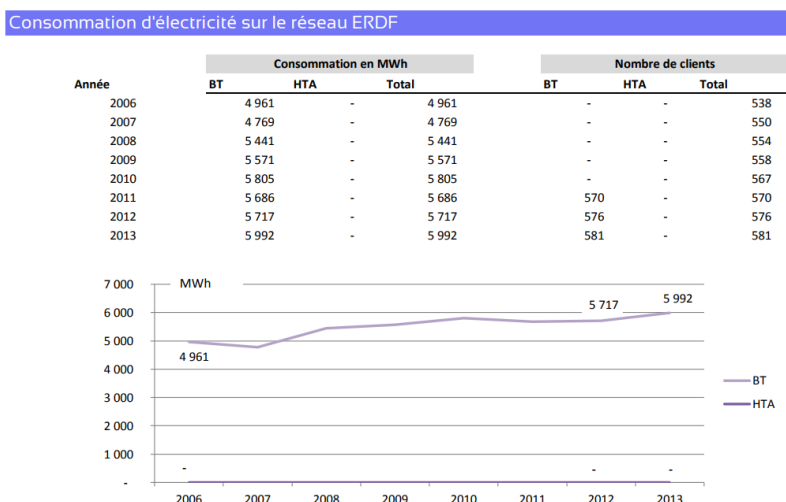 Consommation d'électricité sur le réseau ERDF
Consommation en MWh Nombre de clients
Année BT HTA Total BT HTA Total
2006 4 961 - 4 961 - - 538
2007 4 769 - 4 769 - - 550
2008 5 441 - 5 441 - - 554
2009 5 571 - 5 571 - - 558
2010 5 805 - 5 805 - - 567
2011 5 686 - 5 686 570 - 570
2012 5 717 - 5 717 576 - 576
2013 5 992 - 5 992 581 - 581
MWh
7 000
6 000
5 000
4 000
3 000
2 000
1 000
-
4 961
5 717
5 992
- - -
BT
HTA
2006 2007 2008 2009 2010 2011 2012 2013